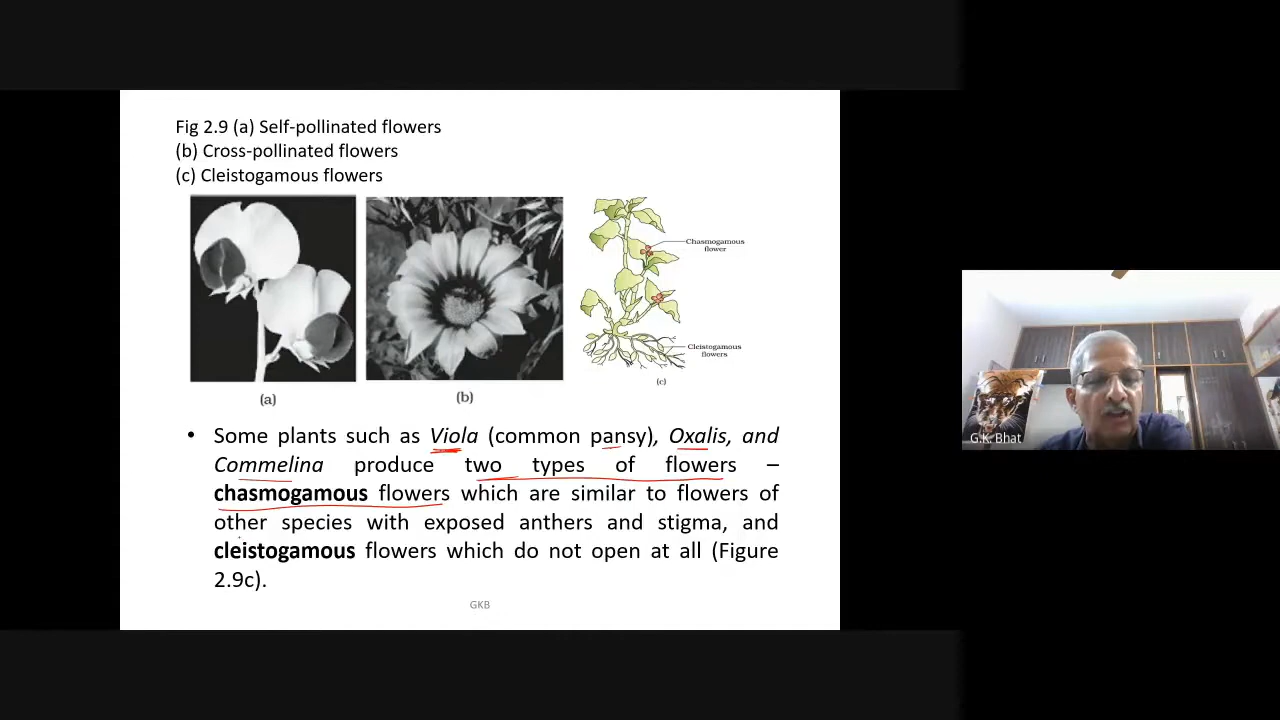 Fig 2.9 (a) Self-pollinated flowers
(b) Cross-pollinated flowers
(c) Cleistogamous flowers
Chasmogamous
flower
Cleistogamous
flowers
(a)
(b)
(c)
• Some plants such as Viola (common pansy), Oxalis, and
Commelina produce two types of flowers –
chasmogamous flowers which are similar to flowers of
other species with exposed anthers and stigma, and
cleistogamous flowers which do not open at all (Figure
2.9c).
GKB
G.K. Bhat